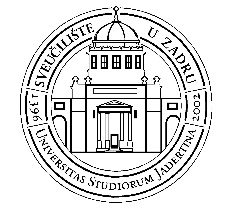 SVEUČILIŠTE U ZADRU
1396
2002
UNIVERSITAS STUDIORUM JADERTINA